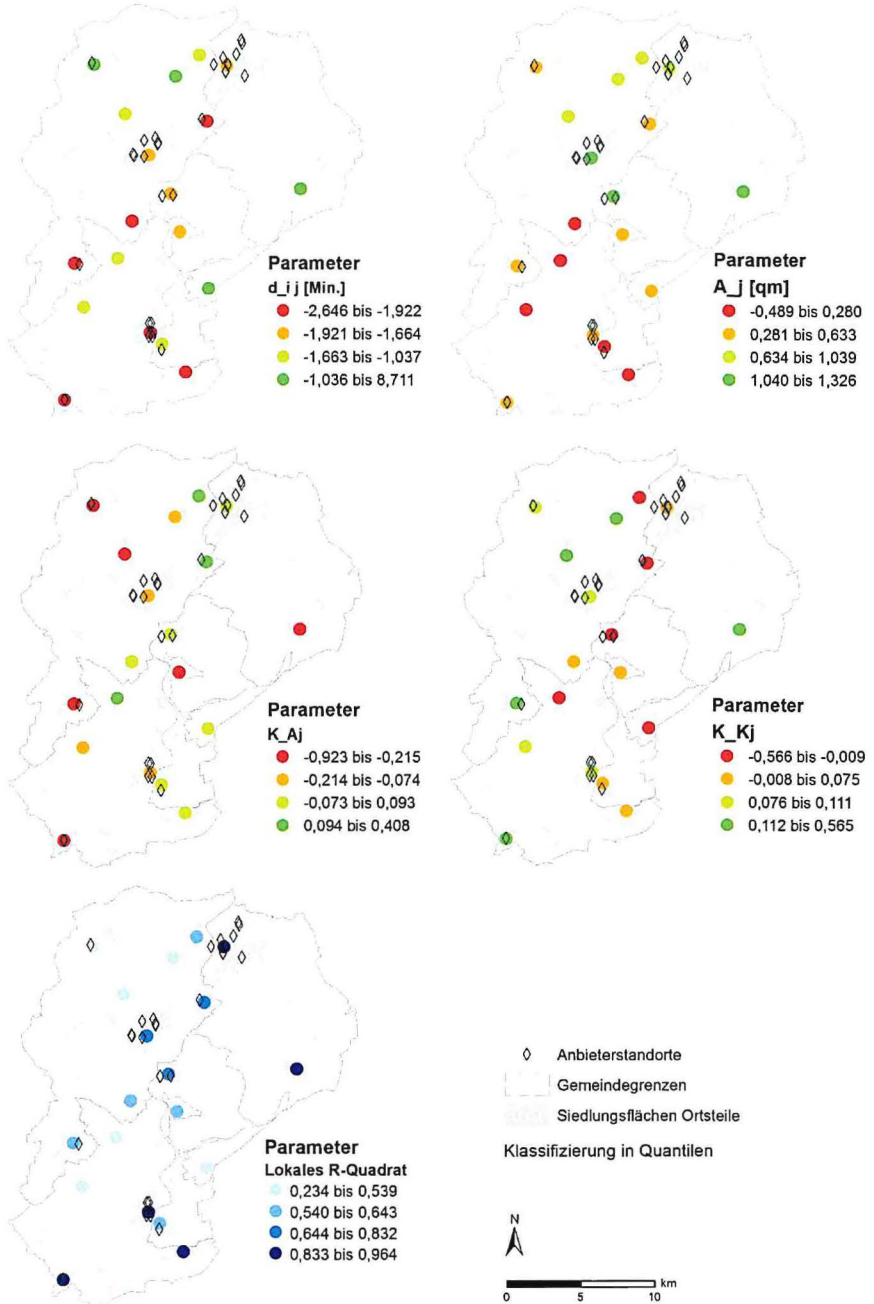 Parameter
d_i j [Min.]
-2,646 bis -1,922
-1,921 bis -1,664
-1,663 bis -1,037
-1,036 bis 8,711
Parameter
A_j [qm]
-0,489 bis 0,280
0,281 bis 0,633
0,634 bis 1,039
1,040 bis 1,326
Parameter
K_Aj
-0,923 bis -0,215
-0,214 bis -0,074
-0,073 bis 0,093
0,094 bis 0,408
Parameter
K_Kj
-0,566 bis -0,009
-0,008 bis 0,075
0,076 bis 0,111
0,112 bis 0,565
Parameter
Lokales R-Quadrat
0,234 bis 0,539
0,540 bis 0,643
0,644 bis 0,832
0,833 bis 0,964
Anbieterstandorte
Gemeindegrenzen
Siedlungsflächen Ortsteile
Klassifizierung in Quantilen
N
km
0 5 10